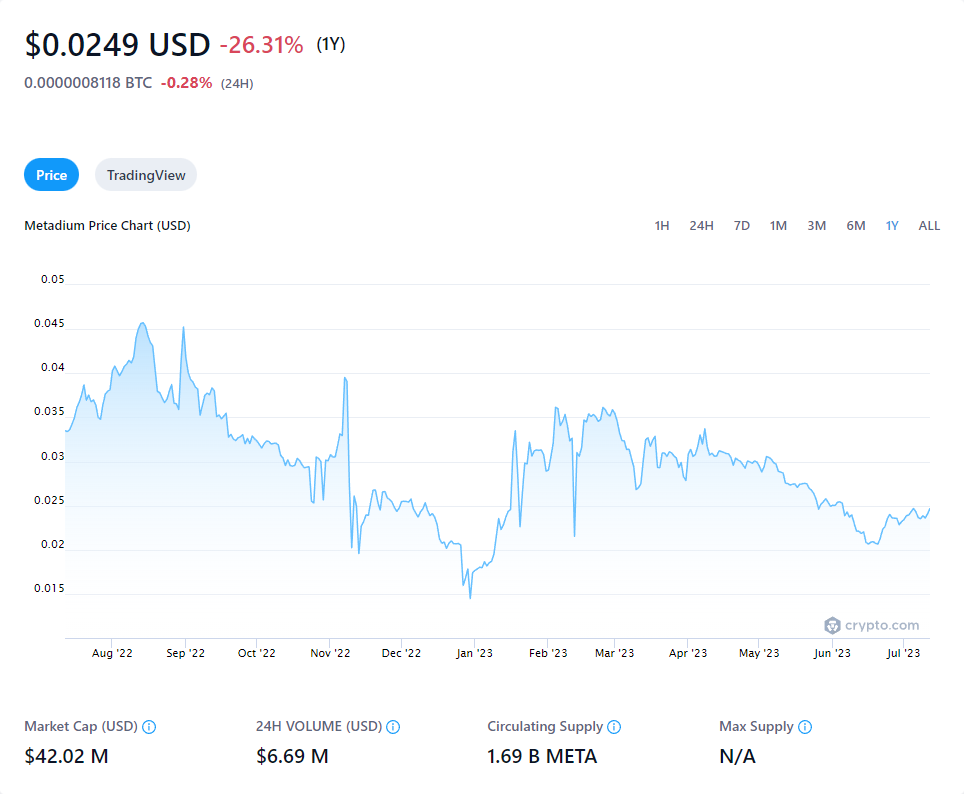 $0.0249 USD -26.31% (1Y)
0.0000008118 BTC -0.28% (24H)
Price TradingView
Metadium Price Chart (USD) 1H 24H 7D 1M 3M 6M 1Y ALL
0.05
0.045
0.04
0.035
0.03
0.025
0.02
0.015
crypto.com
Aug '22 Sep '22 Oct '22 Nov '22 Dec '22 Jan '23 Feb '23 Mar '23 Apr '23 May '23 Jun '23 Jul '23
Market Cap (USD) 24H VOLUME (USD) Circulating Supply Max Supply
$42.02 M $6.69 M 1.69 B META N/A